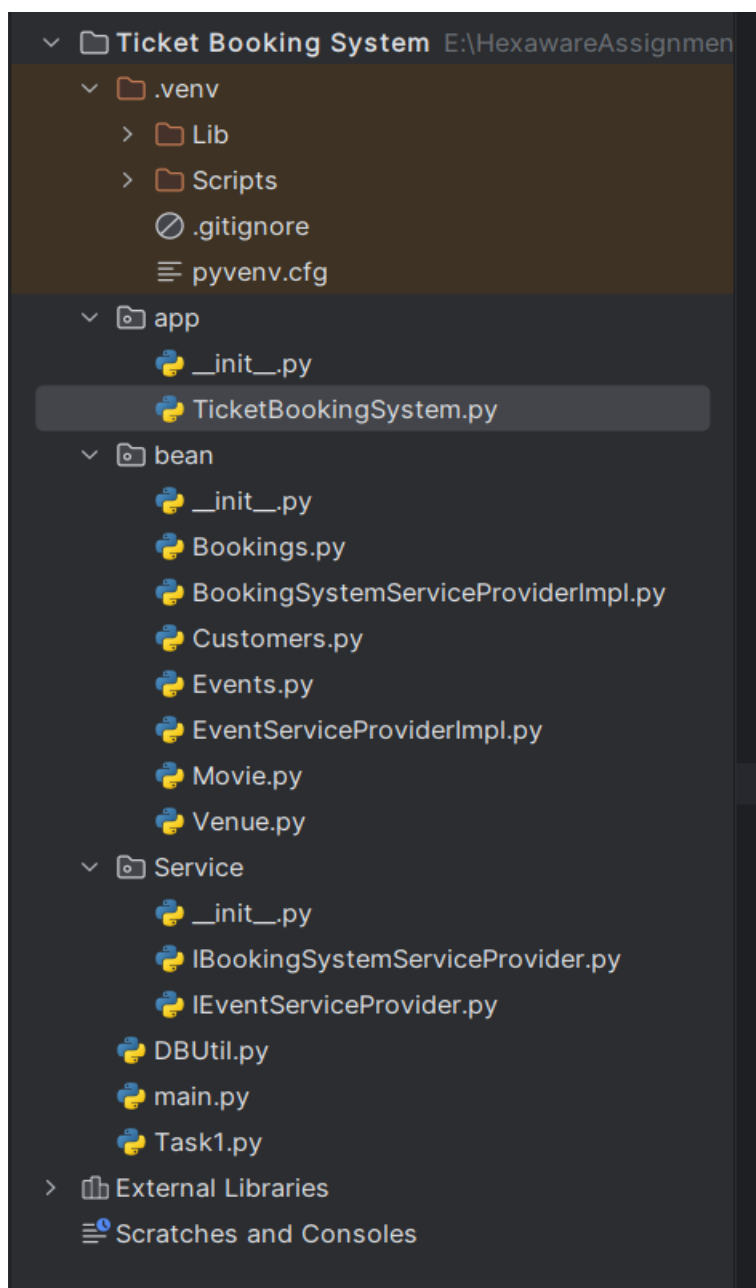 Ticket Booking System E:\HexawareAssignmen
.venv
Lib
Scripts
.gitignore
pyvenv.cfg
app
__init__.py
TicketBookingSystem.py
bean
__init__.py
Bookings.py
BookingSystemServiceProviderImpl.py
Customers.py
Events.py
EventServiceProviderImpl.py
Movie.py
Venue.py
Service
__init__.py
IBookingSystemServiceProvider.py
IEventServiceProvider.py
DBUtil.py
main.py
Task1.py
External Libraries
Scratches and Consoles